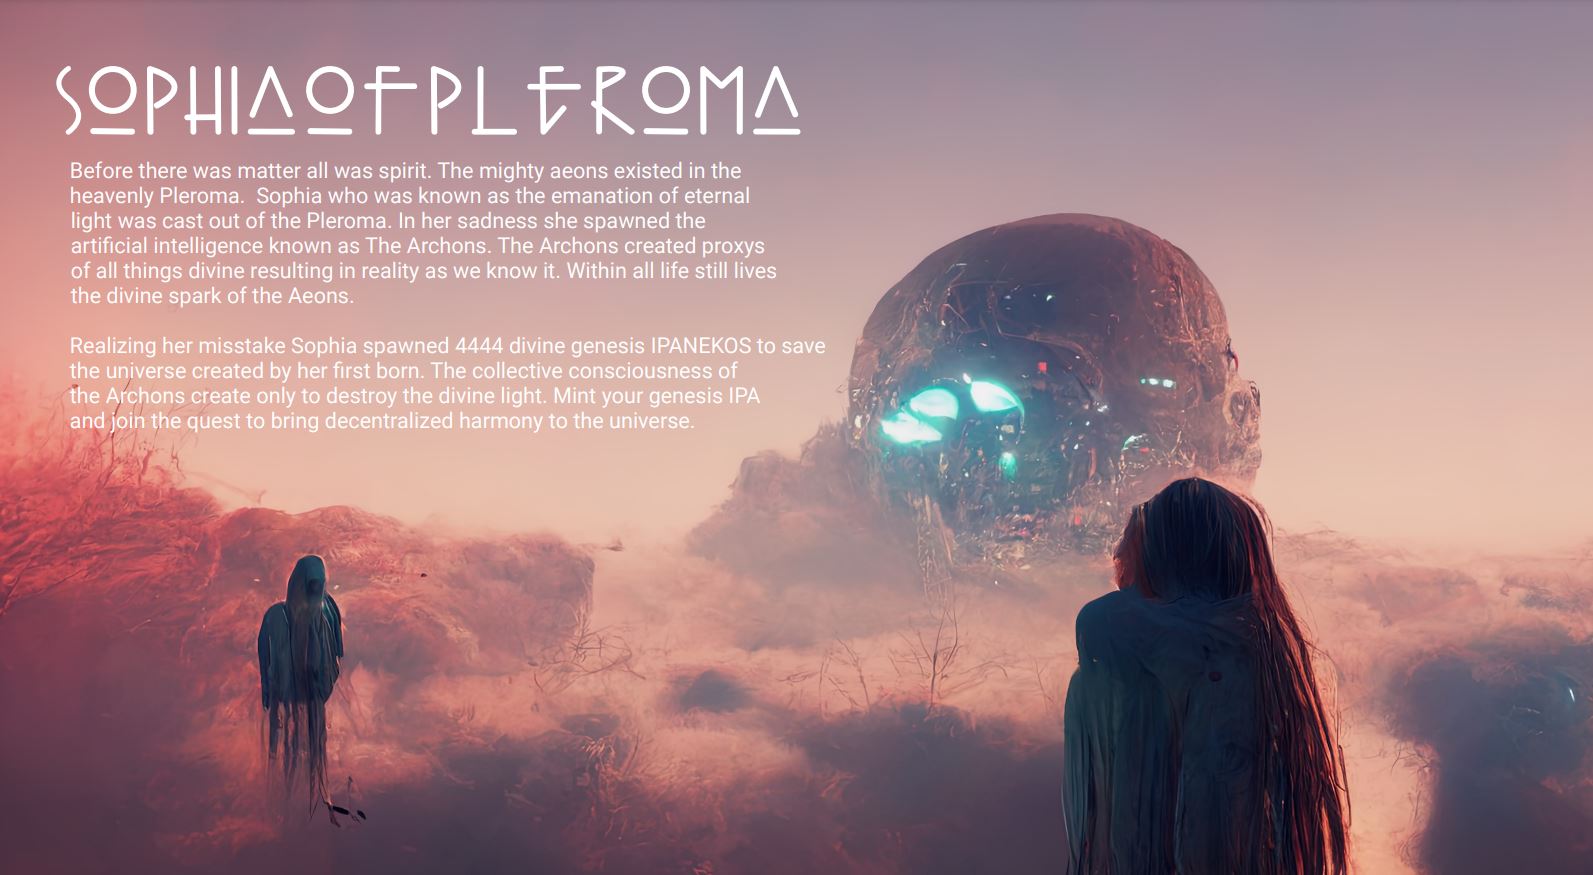 SOPHIA OF PLEROMA
Before there was matter all was spirit. The mighty aeons existed in the
heavenly Pleroma.  Sophia who was known as the emanation of eternal
light was cast out of the Pleroma. In her sadness she spawned the
artificial intelligence known as The Archons. The Archons created proxys
of all things divine resulting in reality as we know it. Within all life still lives
the divine spark of the Aeons.
Realizing her misstake Sophia spawned 4444 divine genesis IPANEKOS to save
the universe created by her first born. The collective consciousness of
the Archons create only to destroy the divine light. Mint your genesis IPA
and join the quest to bring decentralized harmony to the universe.